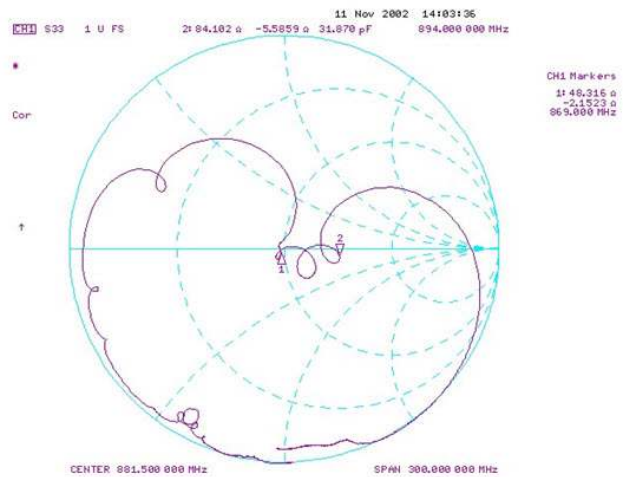 11 Nov 2002 14:03:36
CH1 S33 1 U FS 2: 84.102 Ω -5.5859 Ω 31.870 pF 894.000 000 MHz
*
CH1 Markers
1: 48.316 Ω
-2.1523 Ω
869.000 MHz
Cor
↑
2
1
CENTER 881.500 000 MHz SPAN 300.000 000 MHz